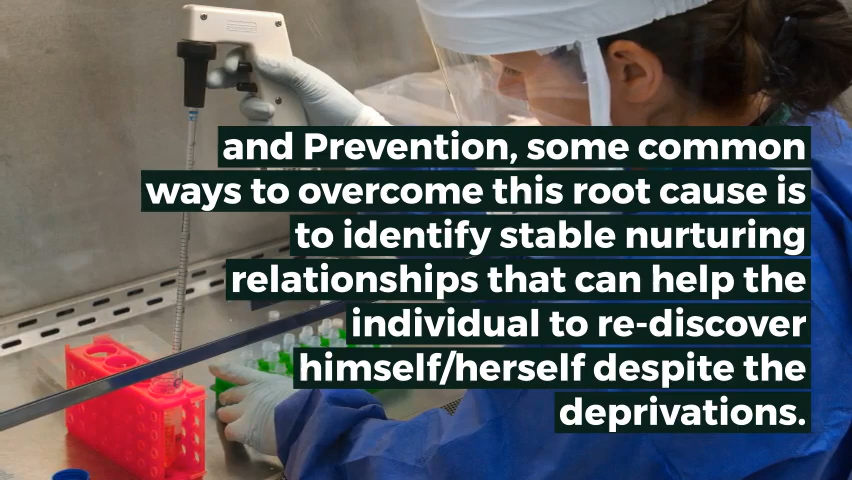 and Prevention, some common
ways to overcome this root cause is
to identify stable nurturing
relationships that can help the
individual to re-discover
himself/herself despite the
deprivations.